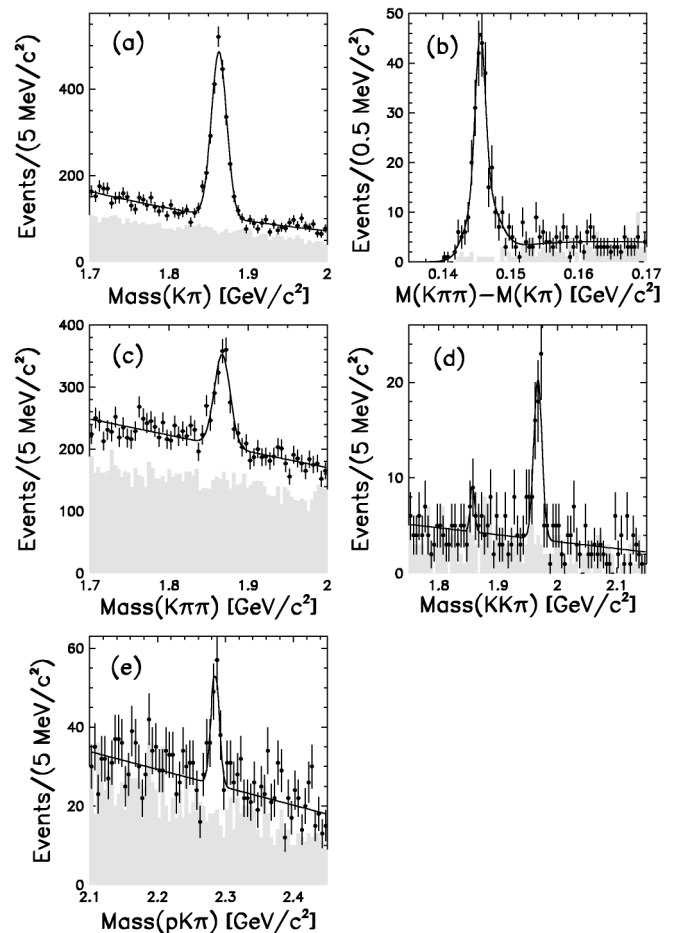 (a)
Events/(5 MeV/c²)
400
200
0
1.7 1.8 1.9 2
Mass(Kπ) [GeV/c²]
(b)
Events/(0.5 MeV/c²)
50
40
30
20
10
0
0.14 0.15 0.16 0.17
M(Kππ)−M(Kπ) [GeV/c²]
(c)
Events/(5 MeV/c²)
400
300
200
100
0
1.7 1.8 1.9 2
Mass(Kππ) [GeV/c²]
(d)
Events/(5 MeV/c²)
20
10
0
1.8 1.9 2 2.1
Mass(KKπ) [GeV/c²]
(e)
Events/(5 MeV/c²)
60
40
20
0
2.1 2.2 2.3 2.4
Mass(pKπ) [GeV/c²]